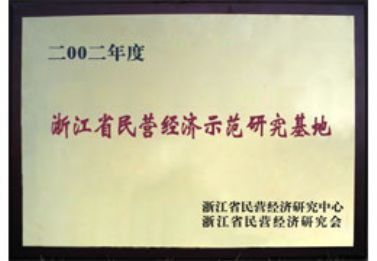 二00二年度
浙江省民营经济示范研究基地
浙江省民营经济研究中心
浙江省民营经济研究会